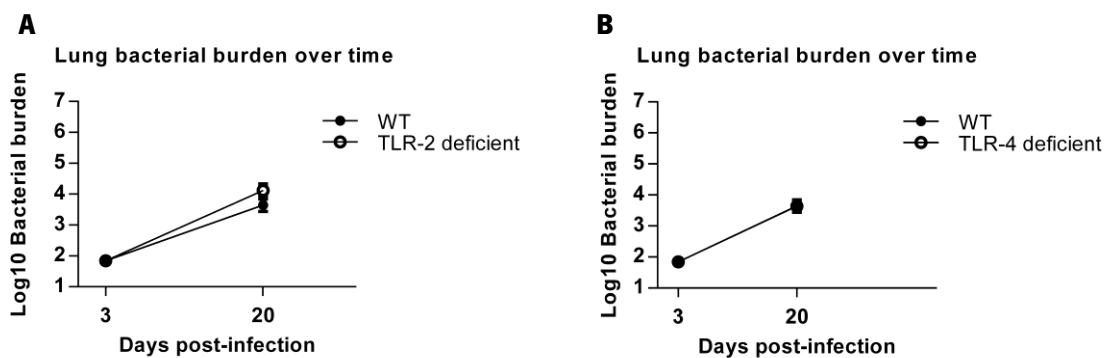 A
Lung bacterial burden over time
Log10 Bacterial burden
7
6
5
4
3
2
1
3
20
Days post-infection
WT
TLR-2 deficient
B
Lung bacterial burden over time
Log10 Bacterial burden
7
6
5
4
3
2
1
3
20
Days post-infection
WT
TLR-4 deficient